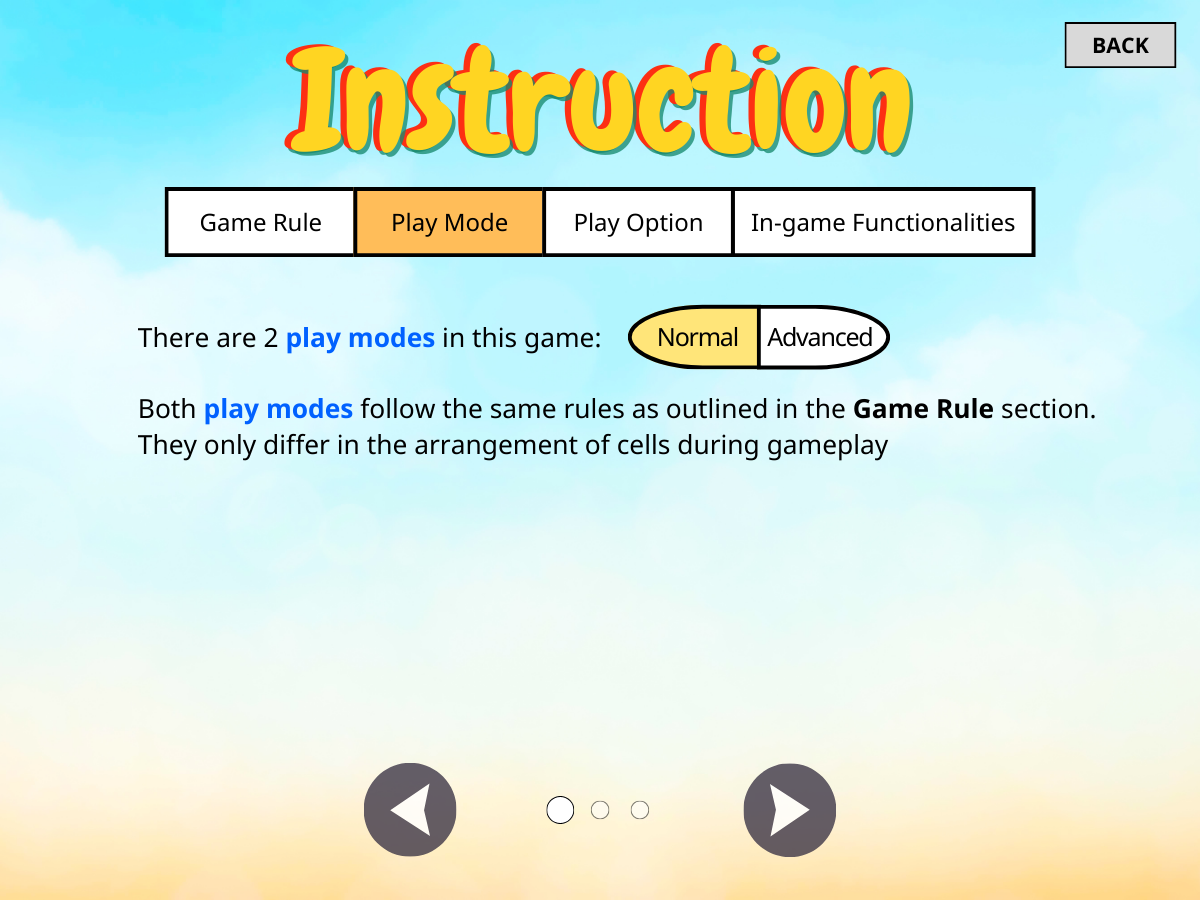 BACK
Instruction
Game Rule Play Mode Play Option In-game Functionalities
There are 2 play modes in this game: Normal Advanced
Both play modes follow the same rules as outlined in the Game Rule section.
They only differ in the arrangement of cells during gameplay